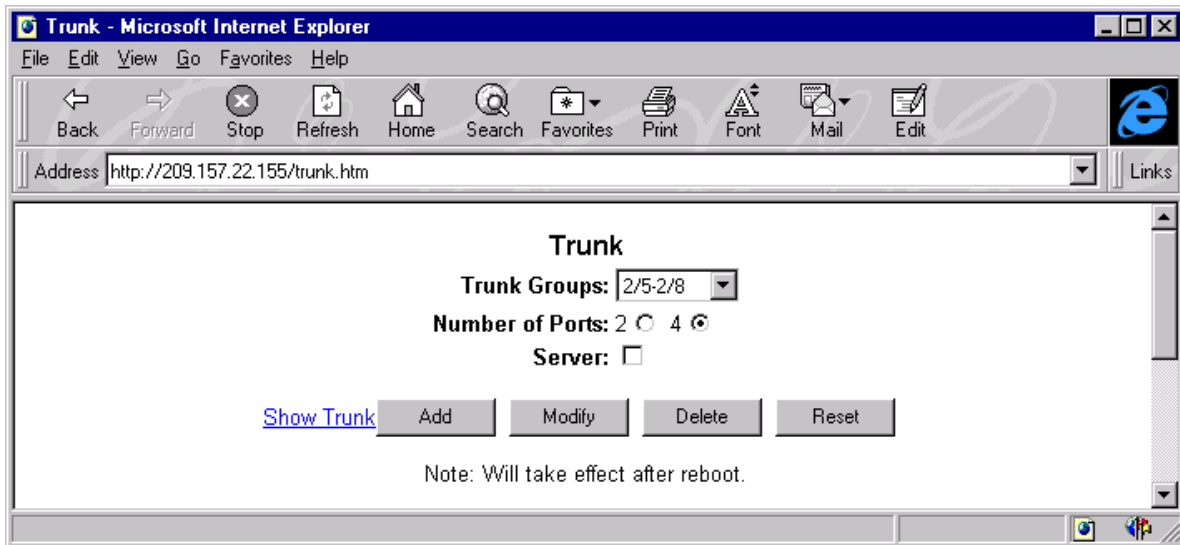 Trunk - Microsoft Internet Explorer
File Edit View Go Favorites Help
Back Forward Stop Refresh Home Search Favorites Print Font Mail Edit
Address http://209.157.22.155/trunk.htm Links
Trunk
Trunk Groups: 2/5-2/8
Number of Ports: 2 4
Server:
Show Trunk Add Modify Delete Reset
Note: Will take effect after reboot.